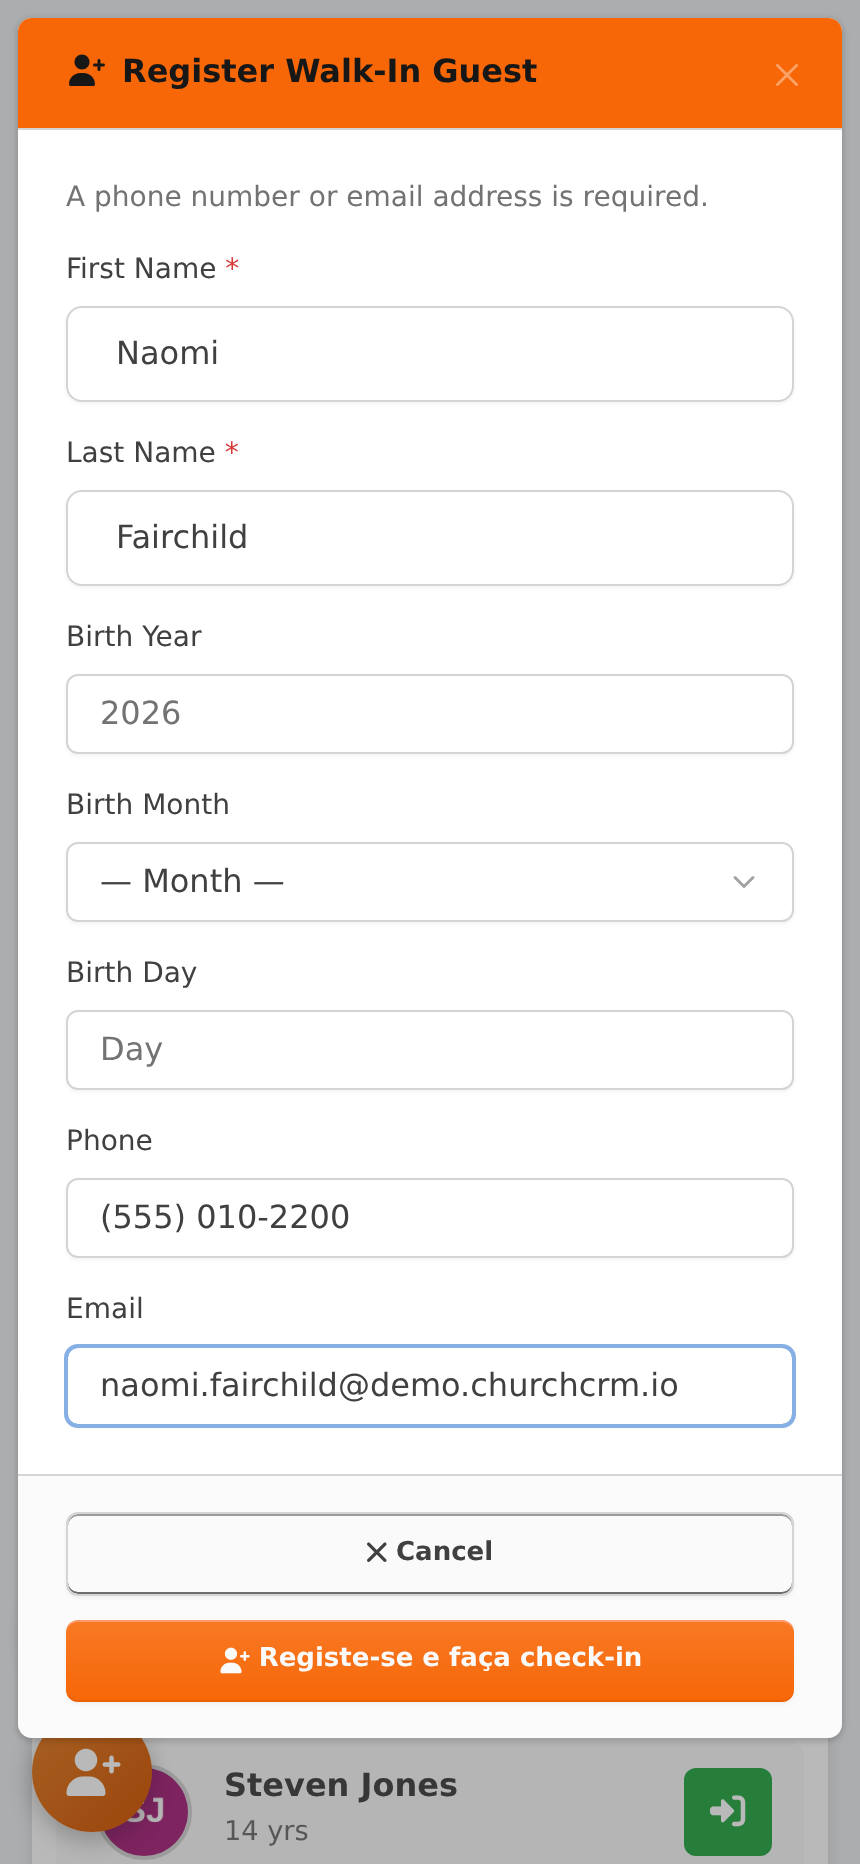 Register Walk-In Guest
A phone number or email address is required.
First Name *
Naomi
Last Name *
Fairchild
Birth Year
2026
Birth Month
— Month —
Birth Day
Day
Phone
(555) 010-2200
Email
naomi.fairchild@demo.churchcrm.io
Cancel
Registe-se e faça check-in
SJ
Steven Jones
14 yrs